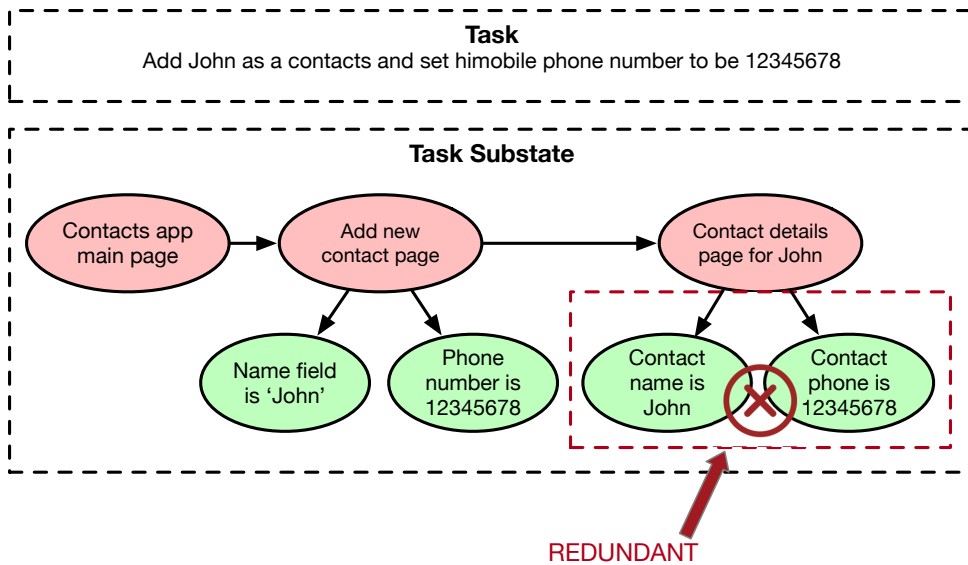 Task
Add John as a contacts and set himobile phone number to be 12345678
Task Substate
Contacts app
main page
Add new
contact page
Contact details
page for John
Name field
is ‘John’
Phone
number is
12345678
Contact
name is
John
Contact
phone is
12345678
REDUNDANT